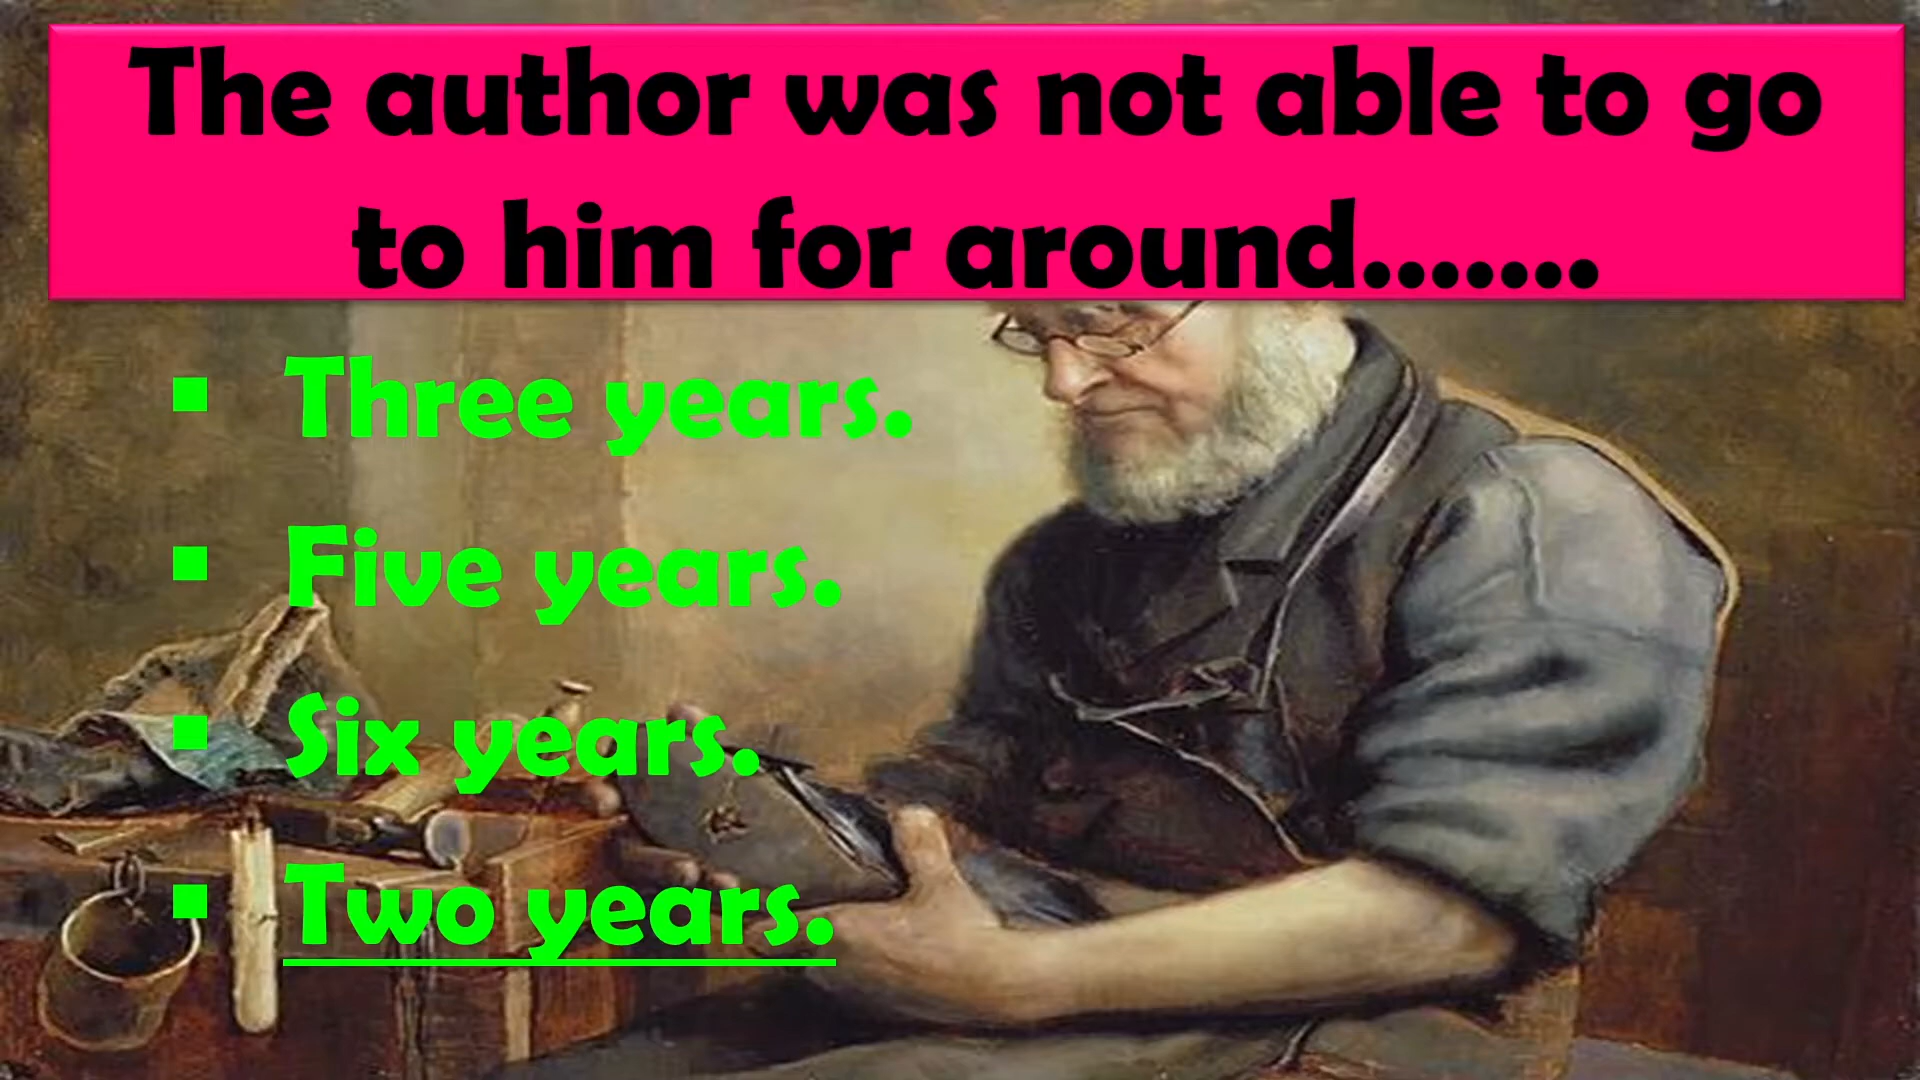 The author was not able to go
to him for around.......
▪ Three years.
▪ Five years.
▪ Six years.
▪ Two years.